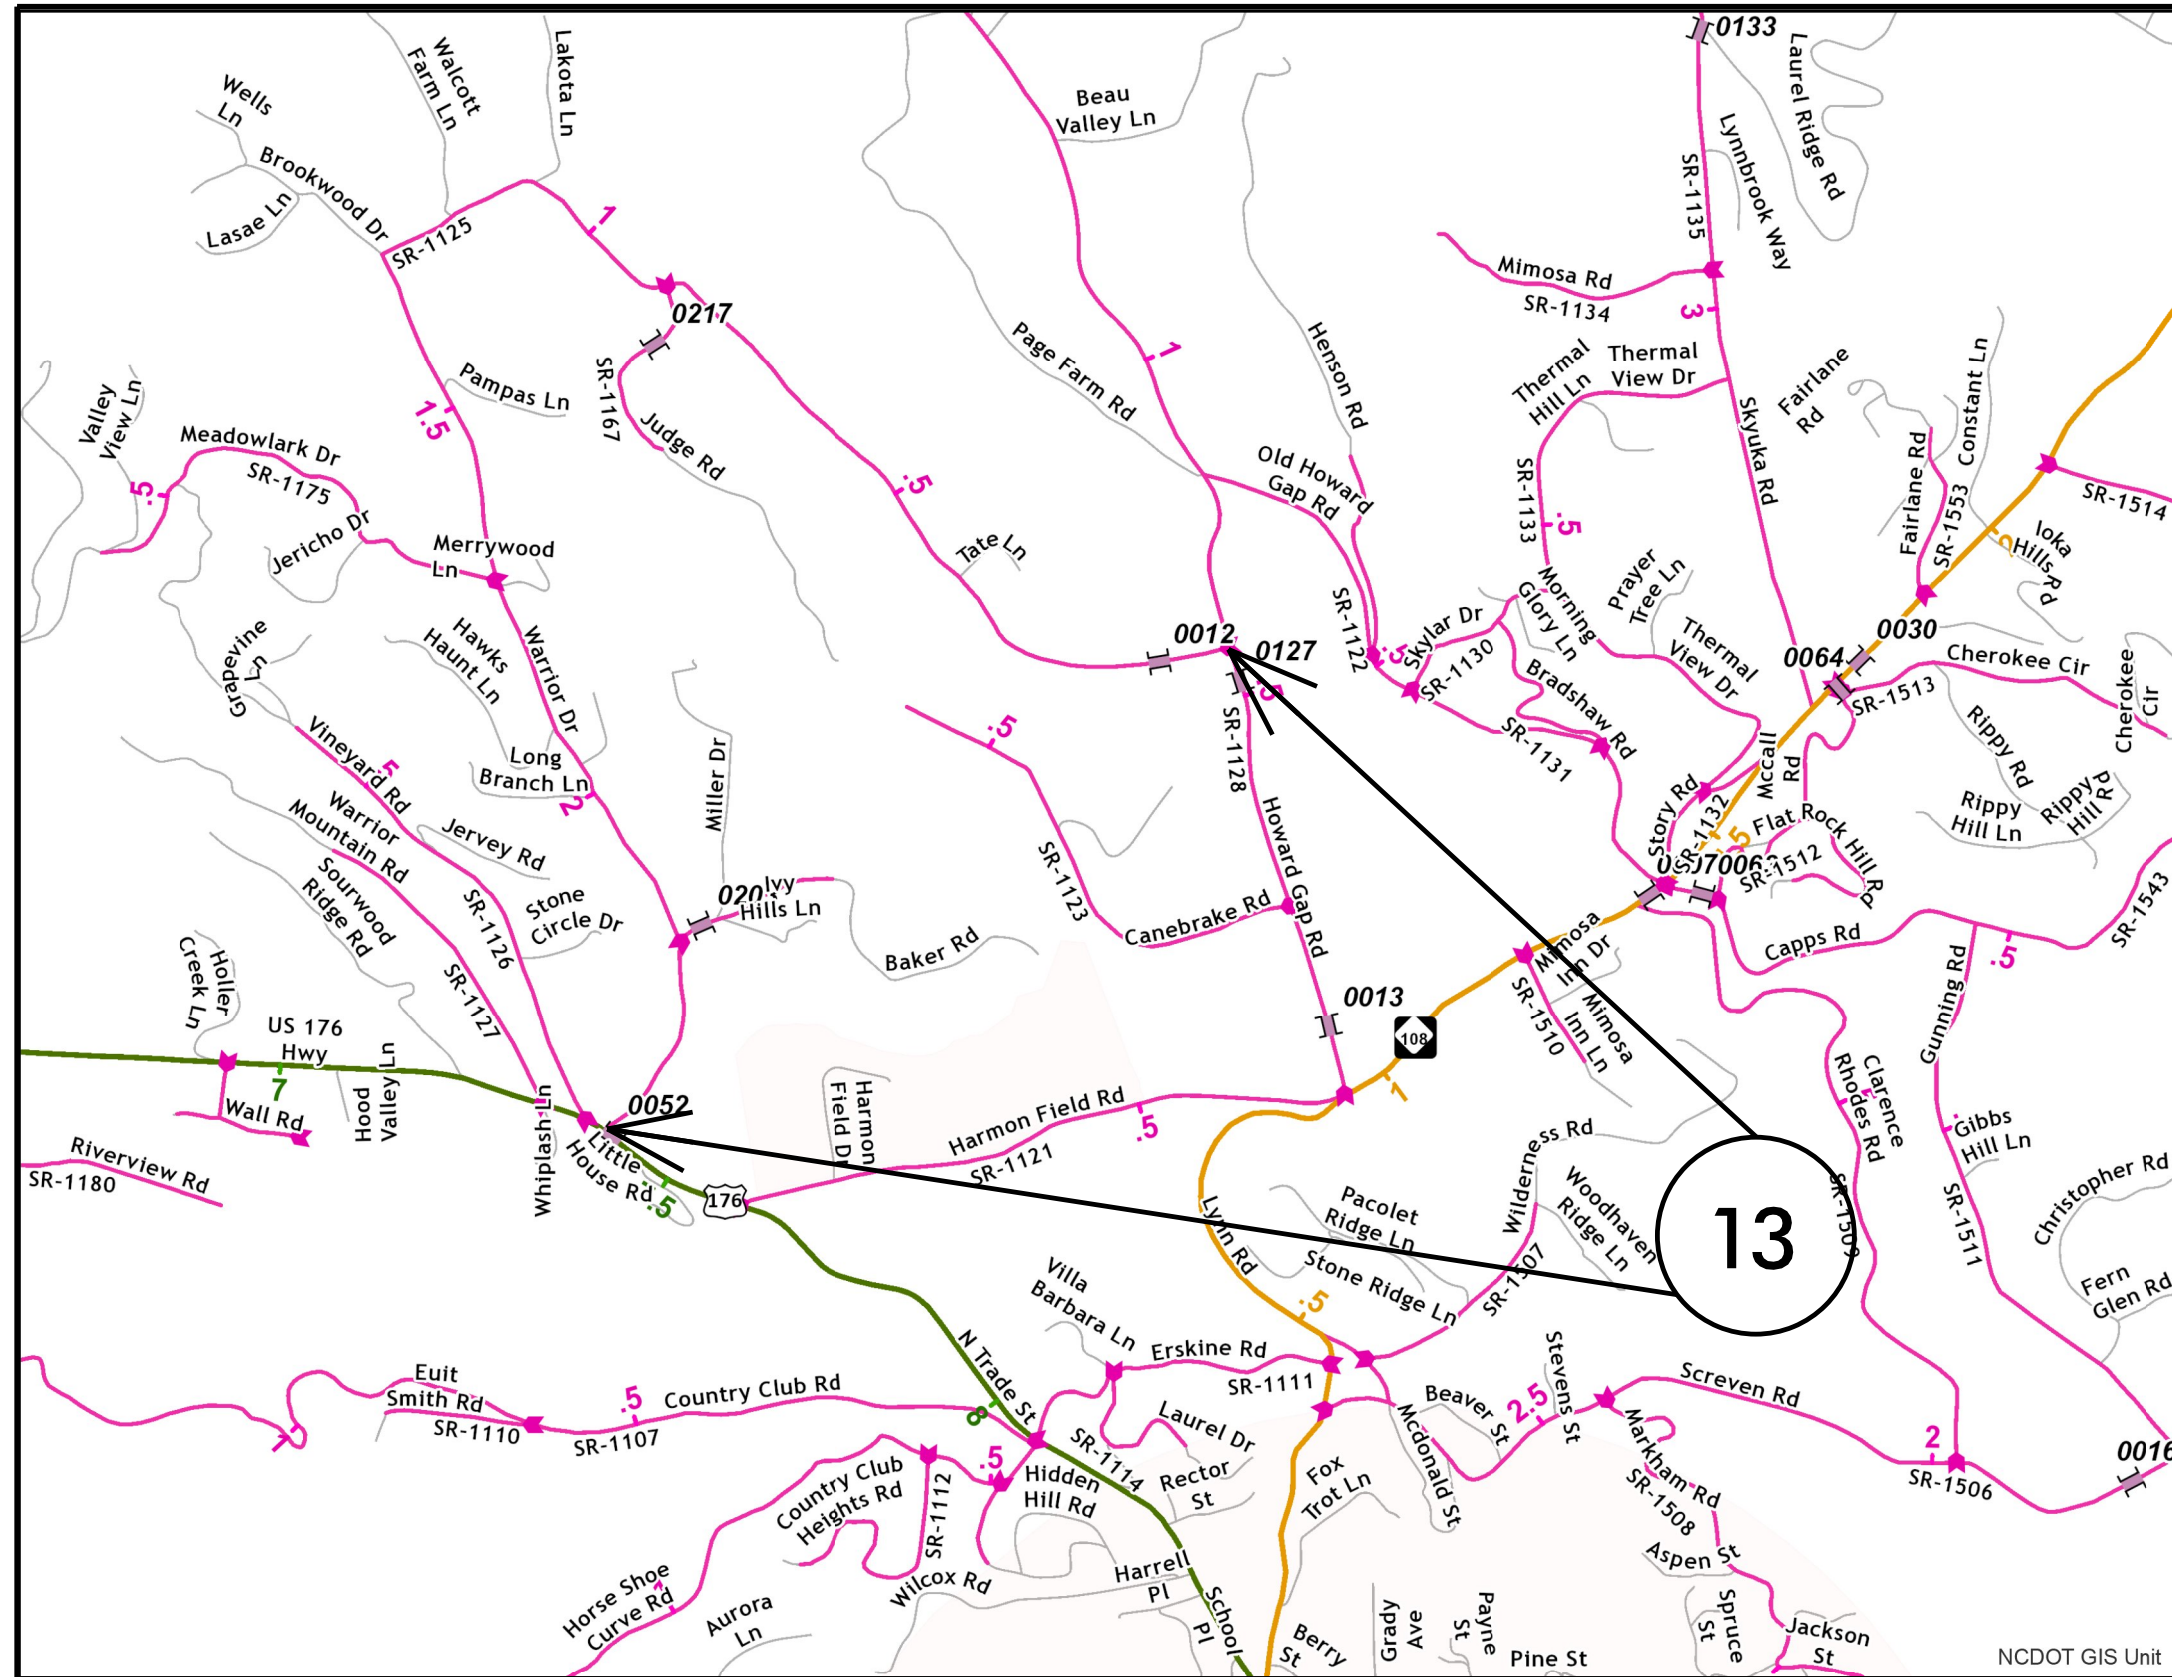 0133
Laurel Ridge Rd
Walcott
Farm Ln
Lakota Ln
Wells
Ln
Beau
Valley Ln
Brookwood Dr
Lasae Ln
SR-1125
1
Lynnbrook Way
SR-1135
Mimosa Rd
SR-1134
3
0217
SR-1167
Judge Rd
Page Farm Rd
1
Henson Rd
Thermal
Hill Ln
Thermal
View Dr
Fairlane
Rd
Constant Ln
Skyuka Rd
Valley
View Ln
Pampas Ln
1.5
Meadowlark Dr
SR-1175
.5
Jericho Dr
Merrywood
Ln
.5
Tate Ln
Old Howard
Gap Rd
SR-1133
.5
Fairlane Rd
SR-1553
SR-1514
Ioka
Hills Rd
Grapevine
Ln
Hawks
Haunt Ln
Warrior Dr
0012
0127
.5
SR-1122
.5
Skylar Dr
SR-1130
Morning
Glory Ln
Prayer
Tree Ln
Thermal
View Dr
0030
0064
Cherokee Cir
SR-1513
Cherokee
Cir
Vineyard Rd
.5
Long
Branch Ln
2
Miller Dr
.5
SR-1128
Bradshaw Rd
SR-1131
Mccall
Rd
Rippy Rd
Rippy
Hill Ln
Rippy
Hill Pl
Warrior
Mountain Rd
Jervey Rd
Sourwood
Ridge Rd
SR-1126
Stone
Circle Dr
Ivy
Hills Ln
SR-1123
Canebrake Rd
Howard Gap Rd
Story Rd
SR-1132
.5
Flat Rock Hill Rd
SR-1512
Capps Rd
.5
SR-1543
Holler
Creek Ln
SR-1127
Baker Rd
0013
108
1
Mimosa
Inn Dr
SR-1510
Mimosa
Inn Ln
Gunning Rd
US 176
Hwy
7
Hood
Valley Ln
Wall Rd
Riverview Rd
SR-1180
Whiplash Ln
0052
Little
House Rd
.5
176
Harmon
Field Dr
Harmon Field Rd
SR-1121
.5
Clarence
Rhodes Rd
SR-1509
Gibbs
Hill Ln
SR-1511
Christopher Rd
Fern
Glen Rd
13
Lynn Rd
.5
Pacolet
Ridge Ln
Stone Ridge Ln
Wilderness Rd
SR-1507
Woodhaven
Ridge Ln
Villa
Barbara Ln
Erskine Rd
SR-1111
N Trade St
8
Euit
Smith Rd
SR-1110
1
.5
Country Club Rd
SR-1107
Laurel Dr
SR-1114
Rector
St
Hidden
Hill Rd
.5
Country Club
Heights Rd
SR-1112
Beaver St
Mcdonald St
Stevens St
2.5
Screven Rd
2
SR-1506
0016
Markham Rd
SR-1508
Fox
Trot Ln
Aspen St
Horse Shoe
Curve Rd
1
Aurora
Ln
Wilcox Rd
Harrell
Pl
School
Pl
Berry
St
Grady
Ave
Payne
St
Pine St
Spruce
St
Jackson
St
NCDOT GIS Unit